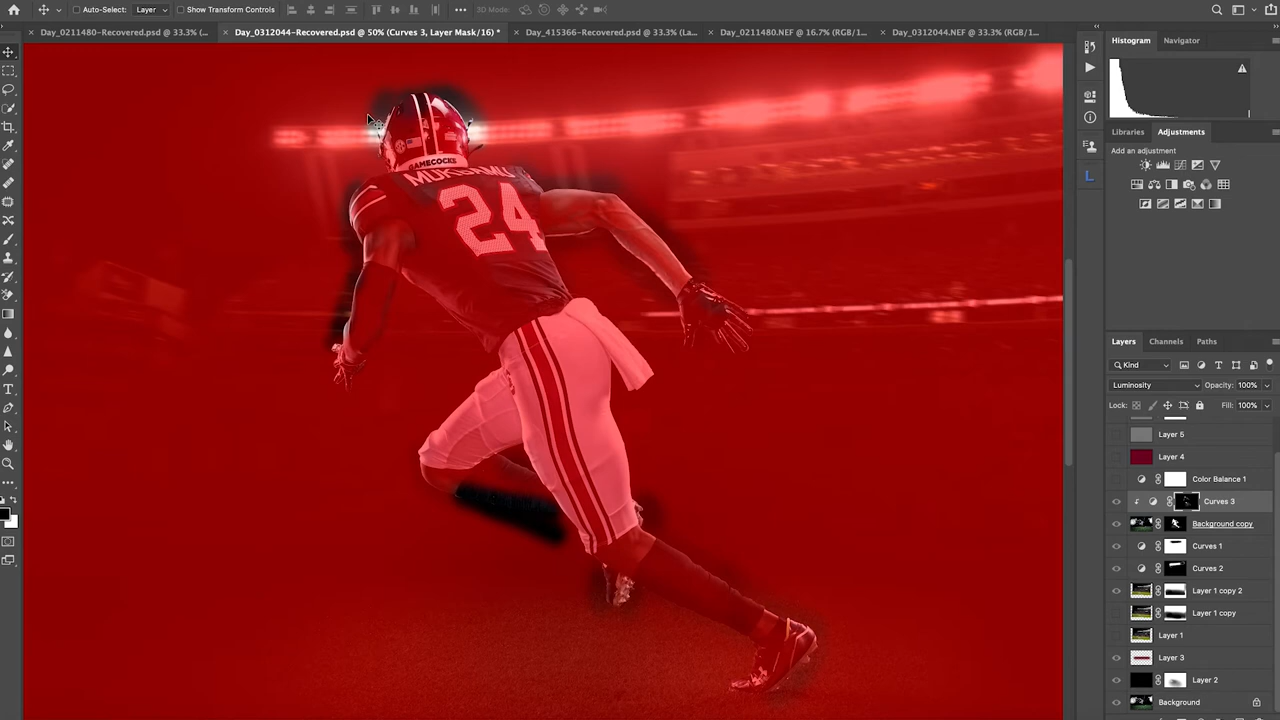 Auto-Select: Layer Show Transform Controls 3D Mode:
Day_0211480-Recovered.psd @ 33.3% (... Day_0312044-Recovered.psd @ 50% (Curves 3, Layer Mask/16) * Day_415366-Recovered.psd @ 33.3% (La... Day_0211480.NEF @ 16.7% (RGB/1... Day_0312044.NEF @ 33.3% (RGB/1...
Histogram Navigator
Libraries Adjustments
Add an adjustment
L
GAMECOCKS
24
Layers Channels Paths
Kind
Luminosity Opacity: 100%
Lock: Fill: 100%
Layer 5
Layer 4
Color Balance 1
Curves 3
Background copy
Curves 1
Curves 2
Layer 1 copy 2
Layer 1 copy
Layer 1
Layer 3
Layer 2
Background